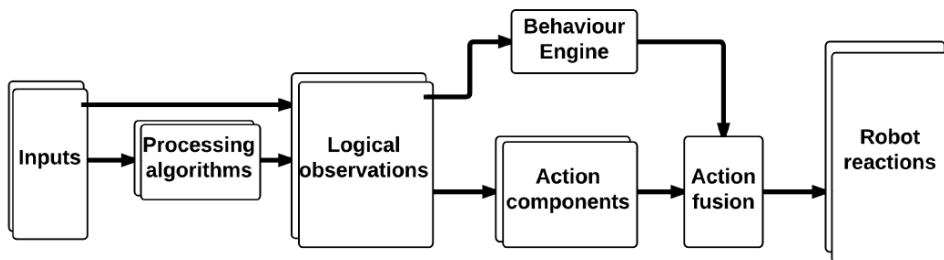 Inputs
Processing
algorithms
Logical
observations
Behaviour
Engine
Action
components
Action
fusion
Robot
reactions